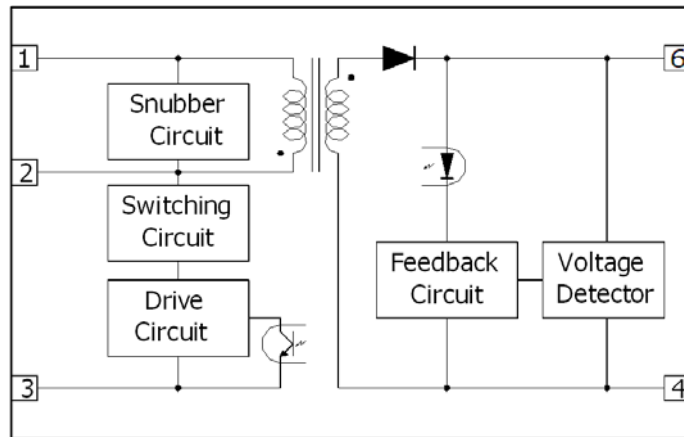 1
6
Snubber
Circuit
2
Switching
Circuit
Feedback
Circuit
Voltage
Detector
Drive
Circuit
3
4